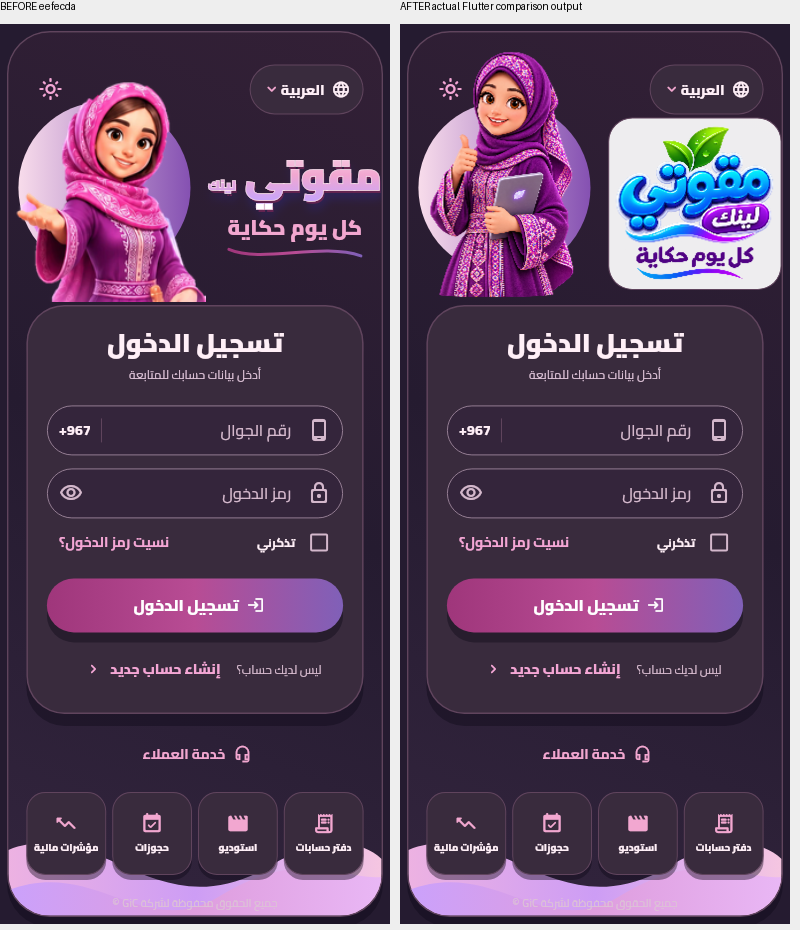 BEFORE eefecda
العربية
مقوتي لينك
كل يوم حكاية
تسجيل الدخول
أدخل بيانات حسابك للمتابعة
رقم الجوال
+967
رمز الدخول
تذكرني
نسيت رمز الدخول؟
تسجيل الدخول
ليس لديك حساب؟ إنشاء حساب جديد
خدمة العملاء
دفتر حسابات
استوديو
حجوزات
مؤشرات مالية
جميع الحقوق محفوظة لشركة GIC ©
AFTER actual Flutter comparison output
العربية
مقوتي
لينك
كل يوم حكاية
تسجيل الدخول
أدخل بيانات حسابك للمتابعة
رقم الجوال
+967
رمز الدخول
تذكرني
نسيت رمز الدخول؟
تسجيل الدخول
ليس لديك حساب؟ إنشاء حساب جديد
خدمة العملاء
دفتر حسابات
استوديو
حجوزات
مؤشرات مالية
جميع الحقوق محفوظة لشركة GIC ©